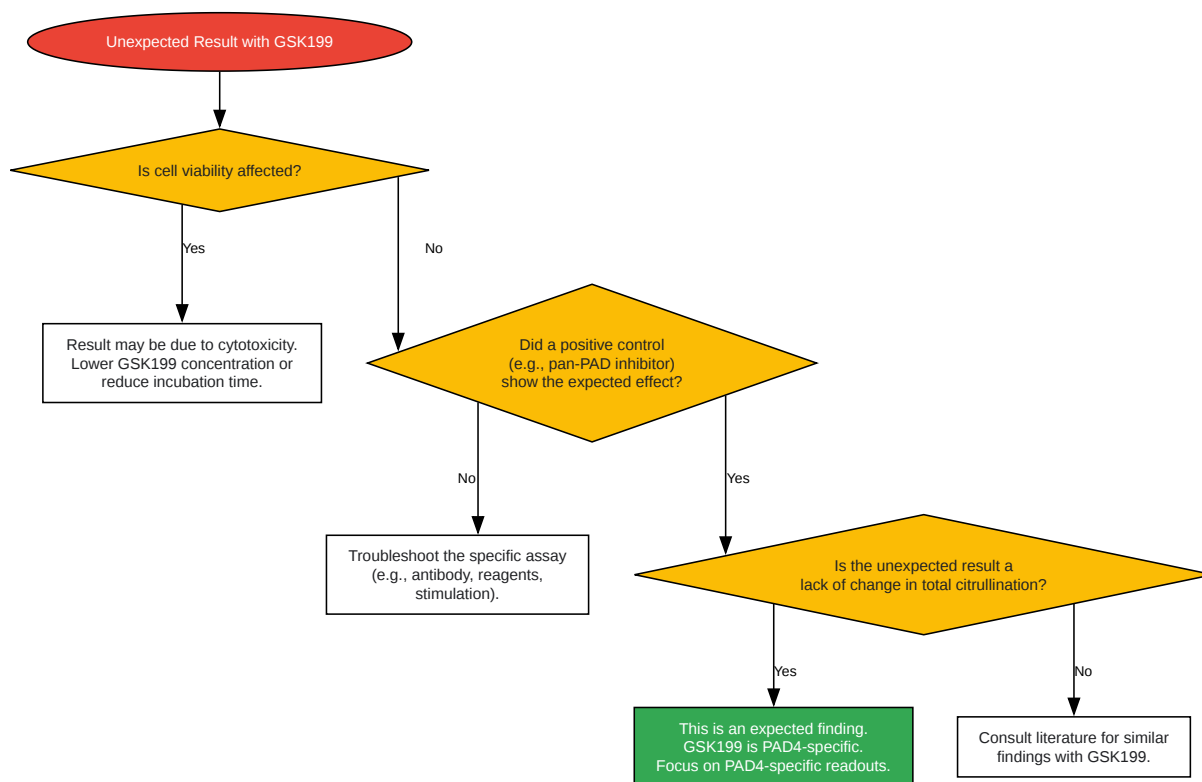 Unexpected Result with GSK199
Is cell viability affected?
Yes
No
Result may be due to cytotoxicity.
Lower GSK199 concentration or
reduce incubation time.
Did a positive control
(e.g., pan-PAD inhibitor)
show the expected effect?
No
Yes
Troubleshoot the specific assay
(e.g., antibody, reagents,
stimulation).
Is the unexpected result a
lack of change in total citrullination?
Yes
No
This is an expected finding.
GSK199 is PAD4-specific.
Focus on PAD4-specific readouts.
Consult literature for similar
findings with GSK199.